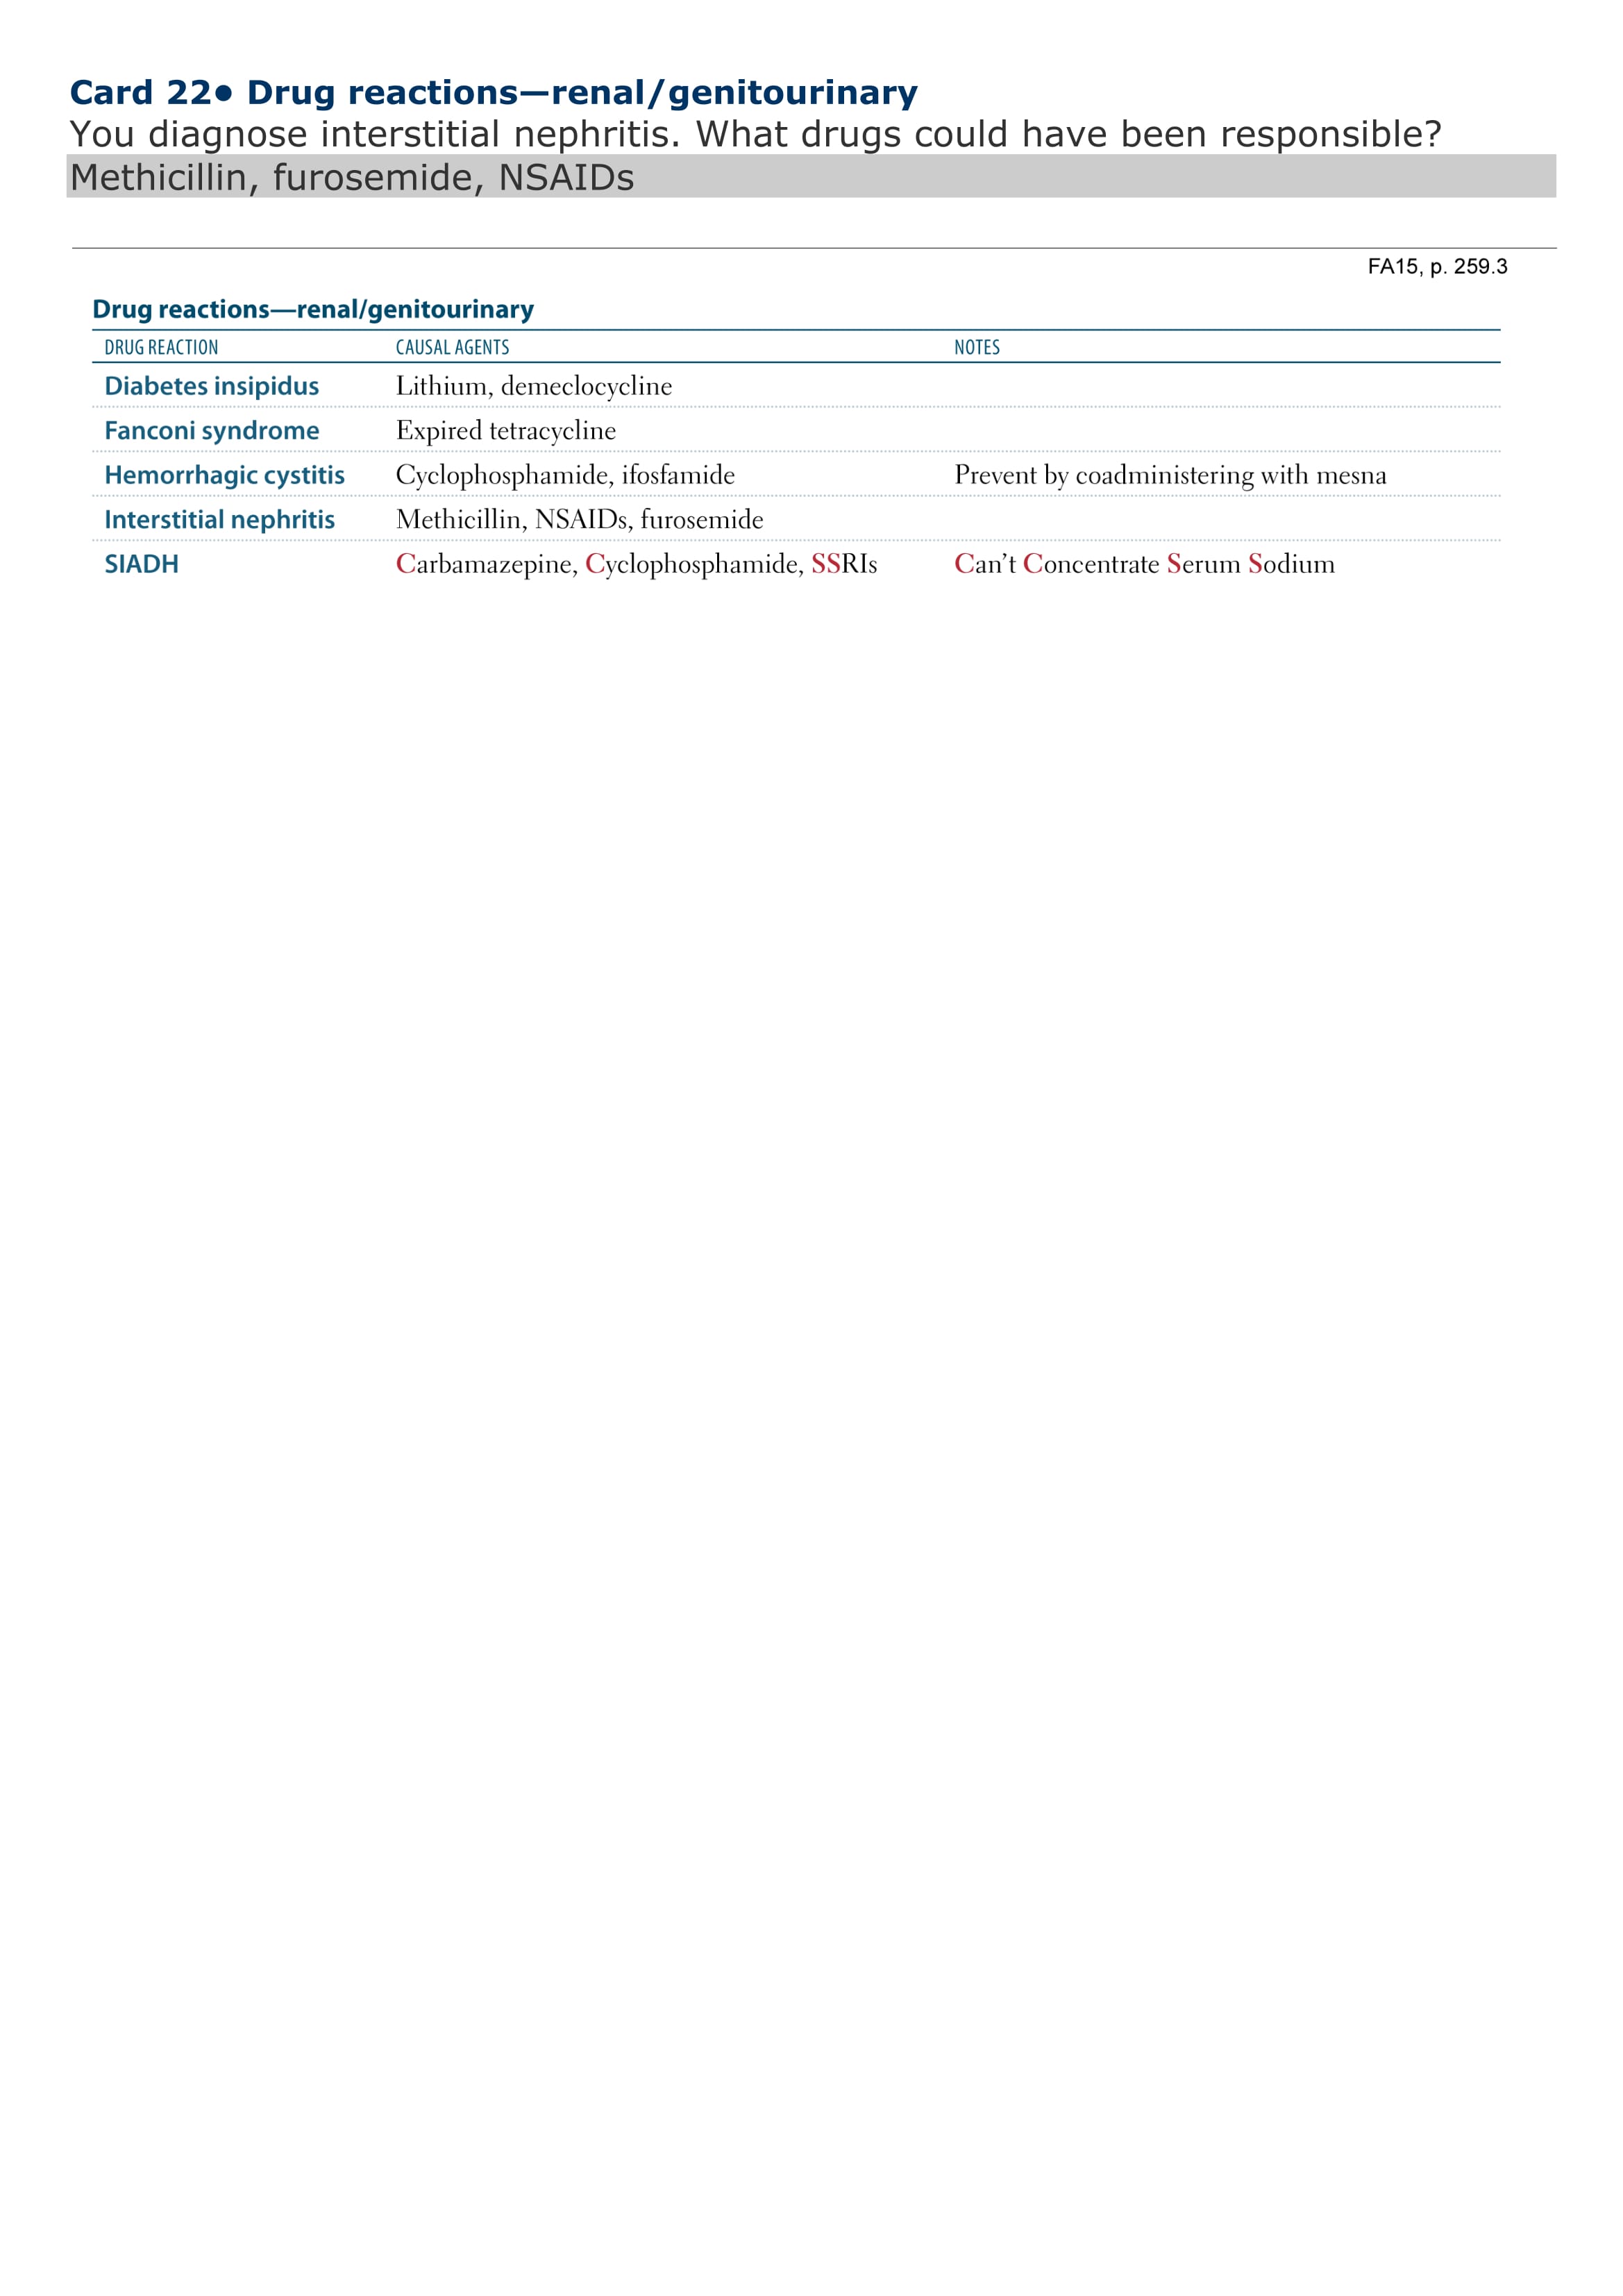 Card 22• Drug reactions—renal/genitourinary
You diagnose interstitial nephritis. What drugs could have been responsible?
Methicillin, furosemide, NSAIDs
FA15, p. 259.3
Drug reactions—renal/genitourinary
DRUG REACTION CAUSAL AGENTS NOTES
Diabetes insipidus Lithium, demeclocycline
Fanconi syndrome Expired tetracycline
Hemorrhagic cystitis Cyclophosphamide, ifosfamide Prevent by coadministering with mesna
Interstitial nephritis Methicillin, NSAIDs, furosemide
SIADH Carbamazepine, Cyclophosphamide, SSRIs Can’t Concentrate Serum Sodium